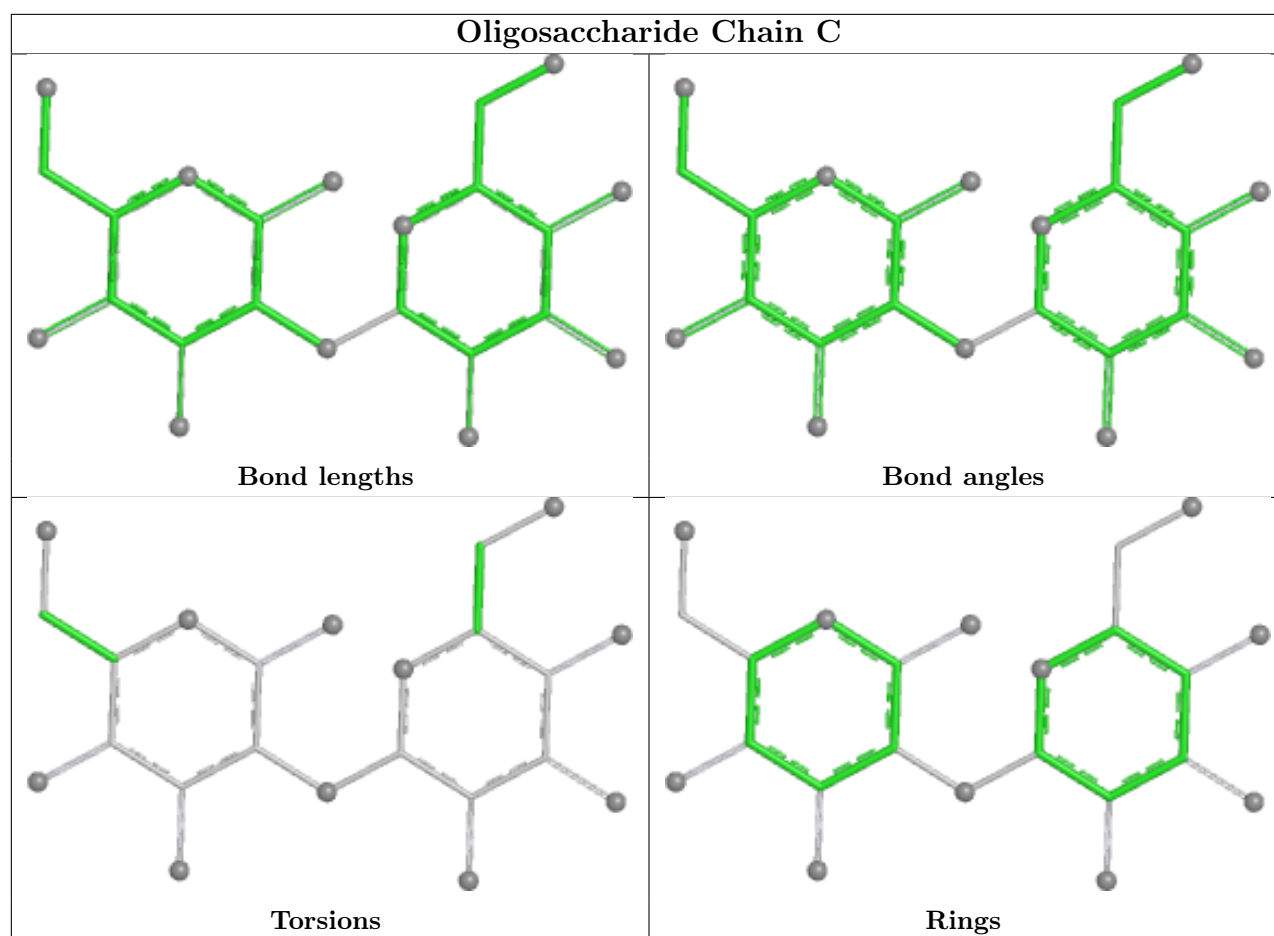 Oligosaccharide Chain C
Bond lengths
Bond angles
Torsions
Rings